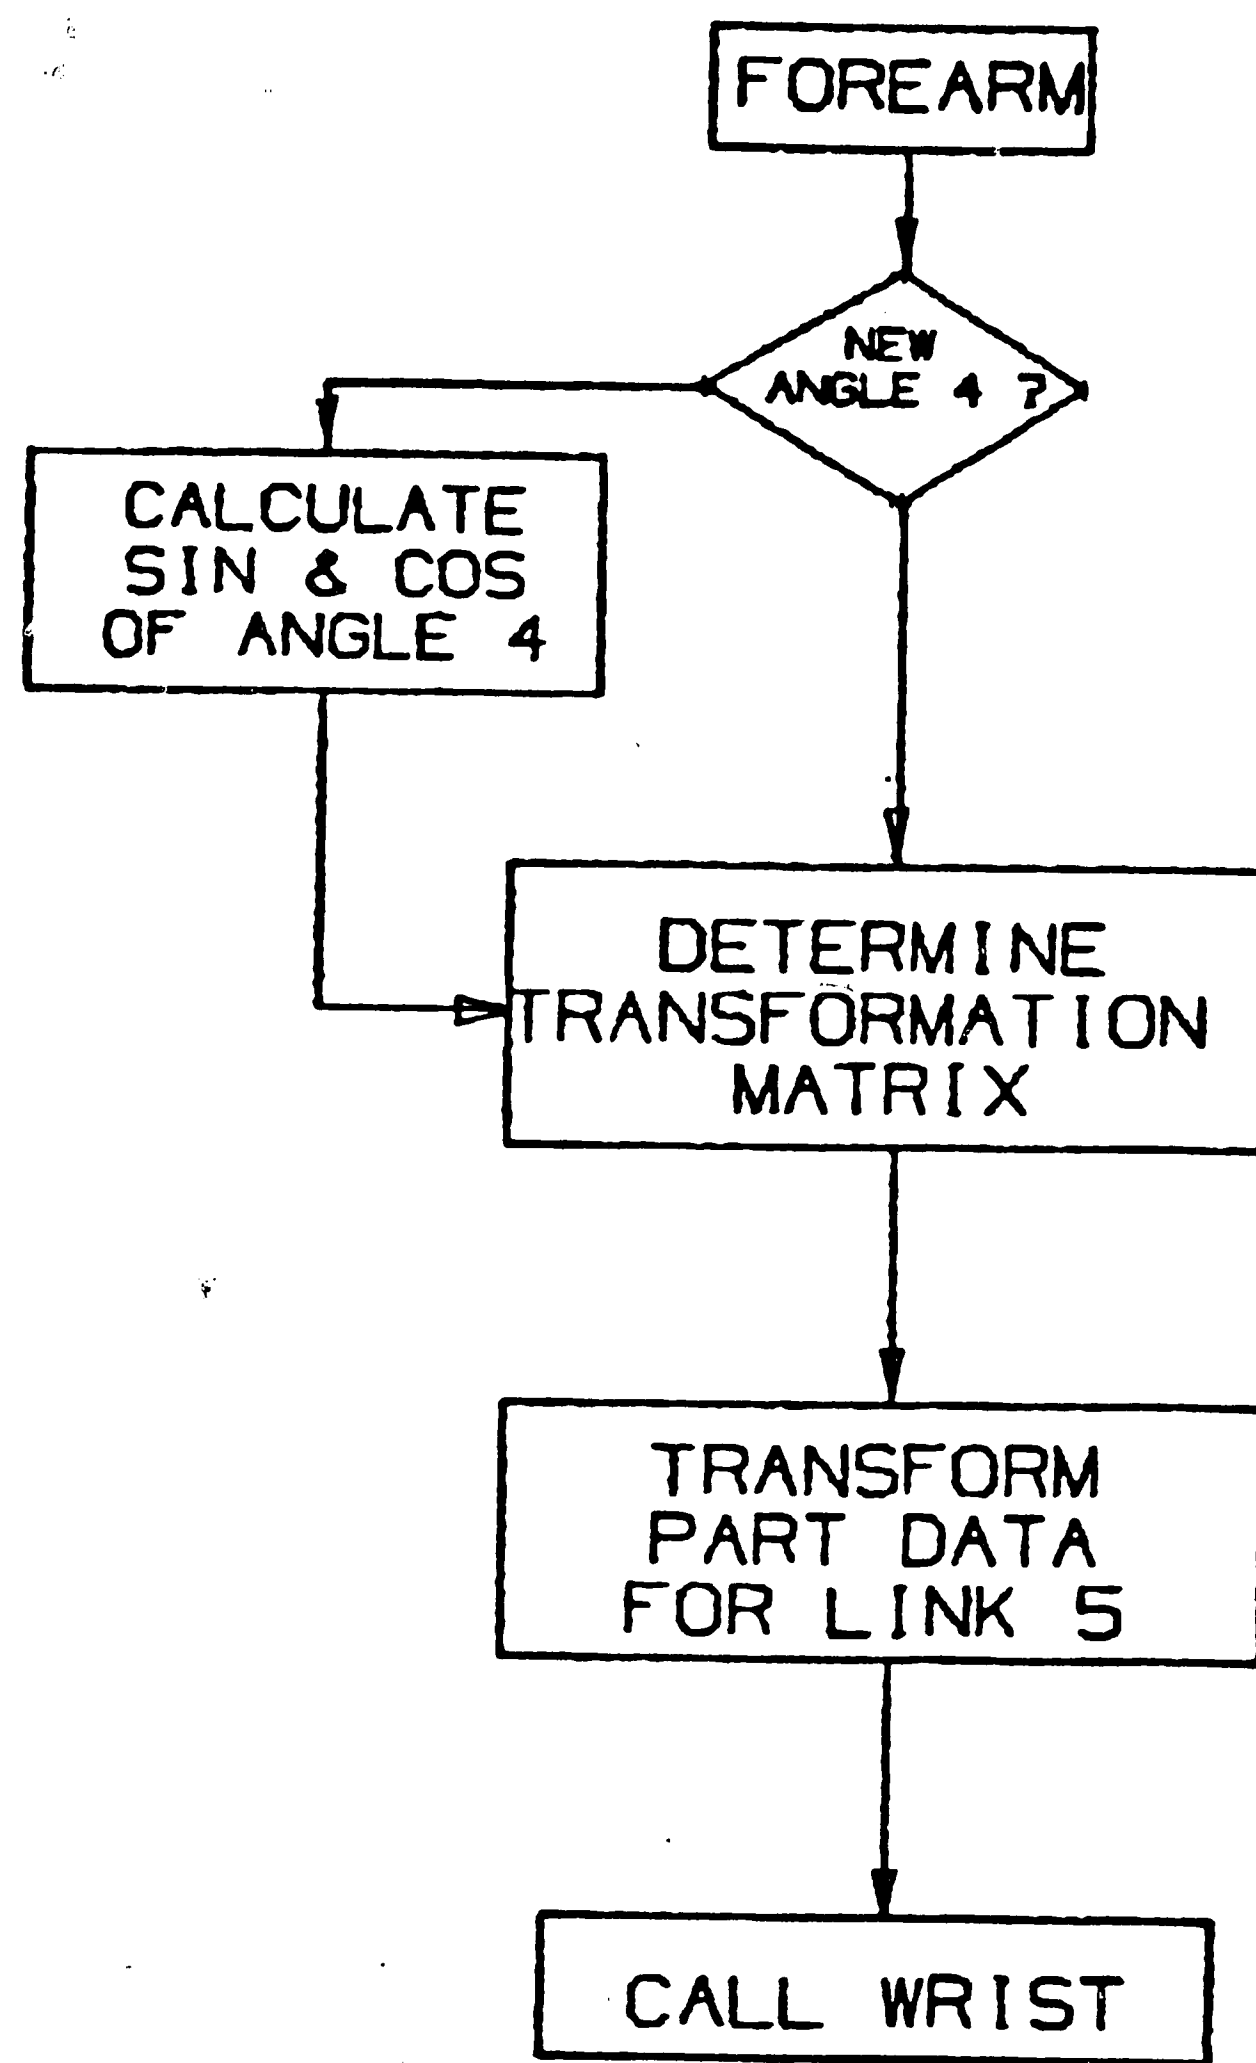 FOREARM
NEW
ANGLE 4 ?
CALCULATE
SIN & COS
OF ANGLE 4
DETERMINE
TRANSFORMATION
MATRIX
TRANSFORM
PART DATA
FOR LINK 5
CALL WRIST